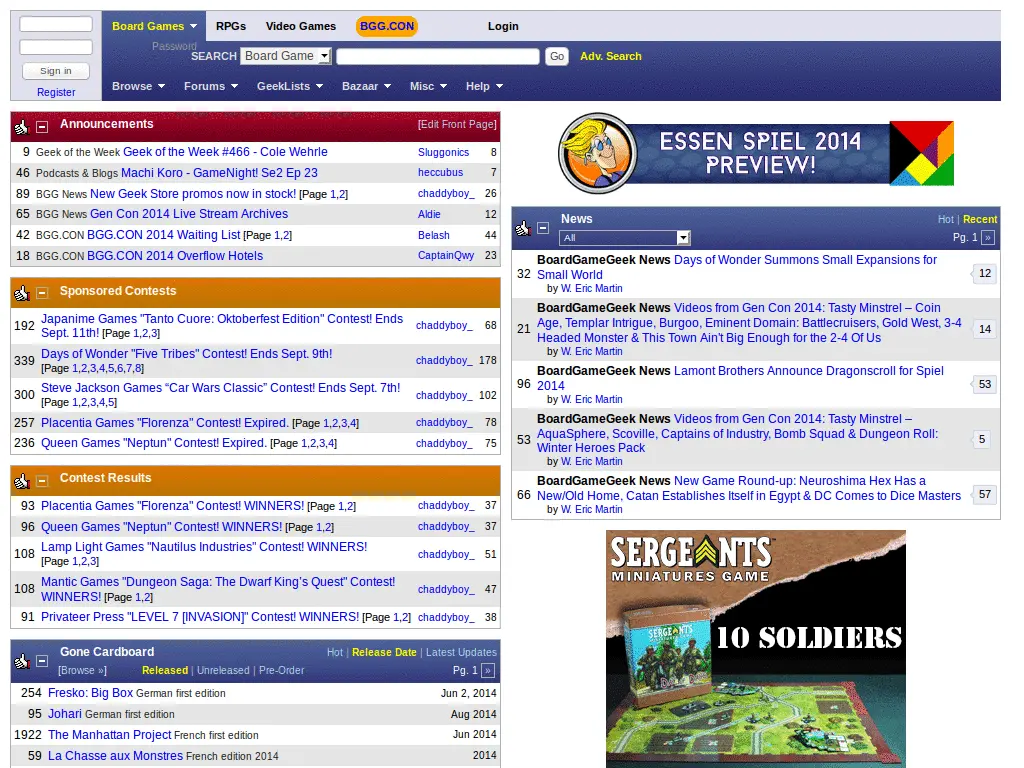 Board Games RPGs Video Games BGG.CON Login
Password
SEARCH Board Game Go Adv. Search
Sign in
Register
Browse Forums GeekLists Bazaar Misc Help
Announcements [Edit Front Page]
9 Geek of the Week Geek of the Week #466 - Cole Wehrle Sluggonics 8
46 Podcasts & Blogs Machi Koro - GameNight! Se2 Ep 23 heccubus 7
89 BGG News New Geek Store promos now in stock! [Page 1,2] chaddyboy_ 26
65 BGG News Gen Con 2014 Live Stream Archives Aldie 12
42 BGG.CON BGG.CON 2014 Waiting List [Page 1,2] Belash 44
18 BGG.CON BGG.CON 2014 Overflow Hotels CaptainQwy 23
Sponsored Contests
192 Japanime Games "Tanto Cuore: Oktoberfest Edition" Contest! Ends
Sept. 11th! [Page 1,2,3] chaddyboy_ 68
339 Days of Wonder "Five Tribes" Contest! Ends Sept. 9th!
[Page 1,2,3,4,5,6,7,8] chaddyboy_ 178
300 Steve Jackson Games “Car Wars Classic” Contest! Ends Sept. 7th!
[Page 1,2,3,4,5] chaddyboy_ 102
257 Placentia Games "Florenza" Contest! Expired. [Page 1,2,3,4] chaddyboy_ 78
236 Queen Games "Neptun" Contest! Expired. [Page 1,2,3,4] chaddyboy_ 75
Contest Results
93 Placentia Games "Florenza" Contest! WINNERS! [Page 1,2] chaddyboy_ 37
96 Queen Games "Neptun" Contest! WINNERS! [Page 1,2] chaddyboy_ 37
108 Lamp Light Games "Nautilus Industries" Contest! WINNERS!
[Page 1,2,3] chaddyboy_ 51
108 Mantic Games "Dungeon Saga: The Dwarf King’s Quest" Contest!
WINNERS! [Page 1,2] chaddyboy_ 47
91 Privateer Press "LEVEL 7 [INVASION]" Contest! WINNERS! [Page 1,2] chaddyboy_ 38
Gone Cardboard Hot | Release Date | Latest Updates
[Browse »] Released | Unreleased | Pre-Order Pg. 1 »
254 Fresko: Big Box German first edition Jun 2, 2014
95 Johari German first edition Aug 2014
1922 The Manhattan Project French first edition Jun 2014
59 La Chasse aux Monstres French edition 2014 2014
ESSEN SPIEL 2014
PREVIEW!
News Hot | Recent
All Pg. 1 »
32 BoardGameGeek News Days of Wonder Summons Small Expansions for
Small World 12
by W. Eric Martin
21 BoardGameGeek News Videos from Gen Con 2014: Tasty Minstrel – Coin
Age, Templar Intrigue, Burgoo, Eminent Domain: Battlecruisers, Gold West, 3-4
Headed Monster & This Town Ain't Big Enough for the 2-4 Of Us 14
by W. Eric Martin
96 BoardGameGeek News Lamont Brothers Announce Dragonscroll for Spiel
2014 53
by W. Eric Martin
53 BoardGameGeek News Videos from Gen Con 2014: Tasty Minstrel –
AquaSphere, Scoville, Captains of Industry, Bomb Squad & Dungeon Roll:
Winter Heroes Pack 5
by W. Eric Martin
66 BoardGameGeek News New Game Round-up: Neuroshima Hex Has a
New/Old Home, Catan Establishes Itself in Egypt & DC Comes to Dice Masters 57
by W. Eric Martin
SERGEANTS
MINIATURES GAME
SERGEANTS
10 SOLDIERS